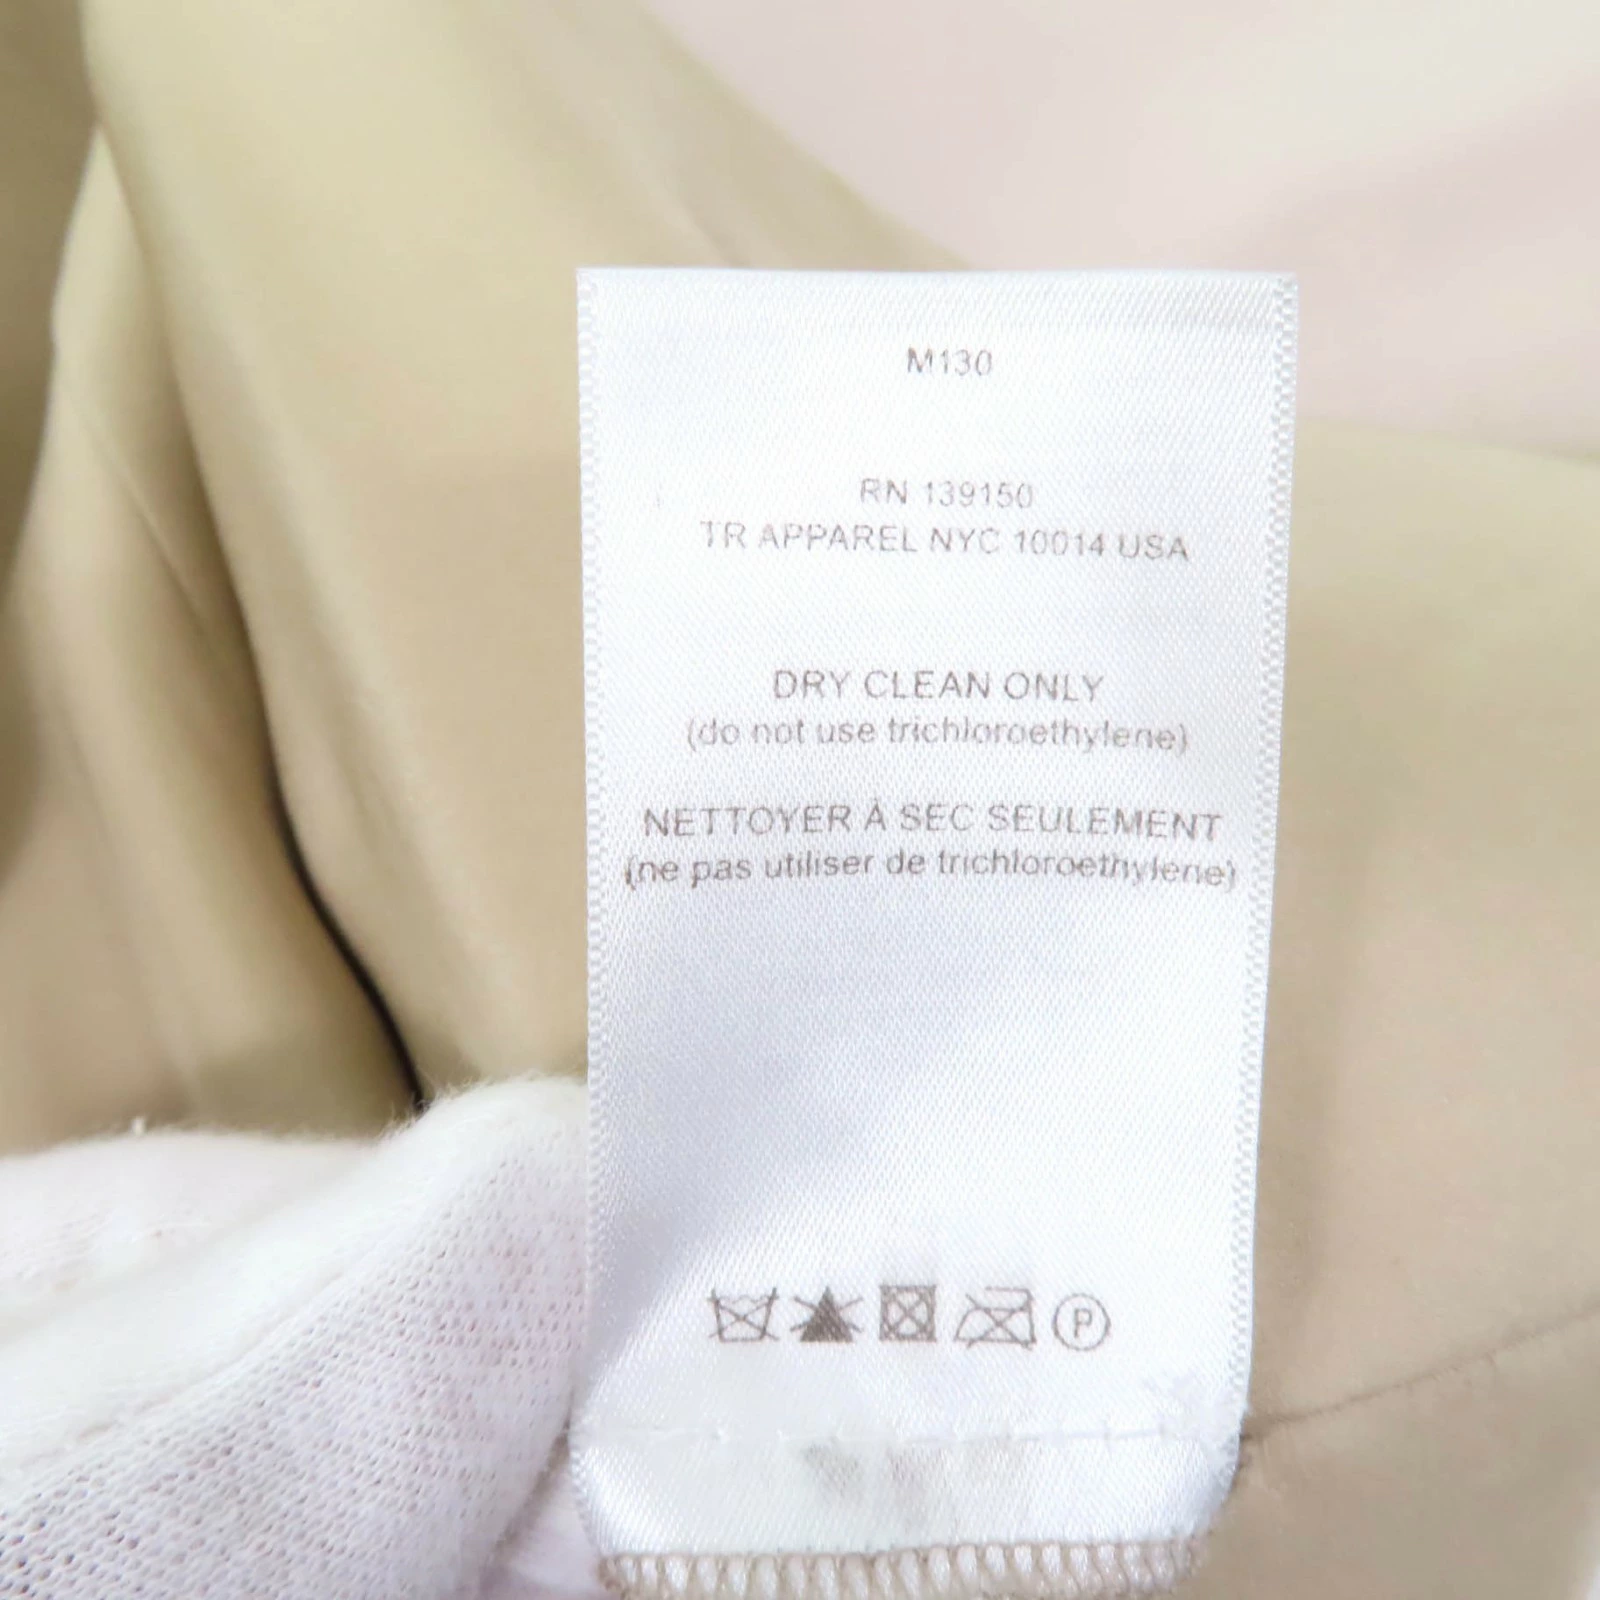 M130
RN 139150
TR APPAREL NYC 10014 USA
DRY CLEAN ONLY
(do not use trichloroethylene)
NETTOYER À SEC SEULEMENT
(ne pas utiliser de trichloroethylene)
P